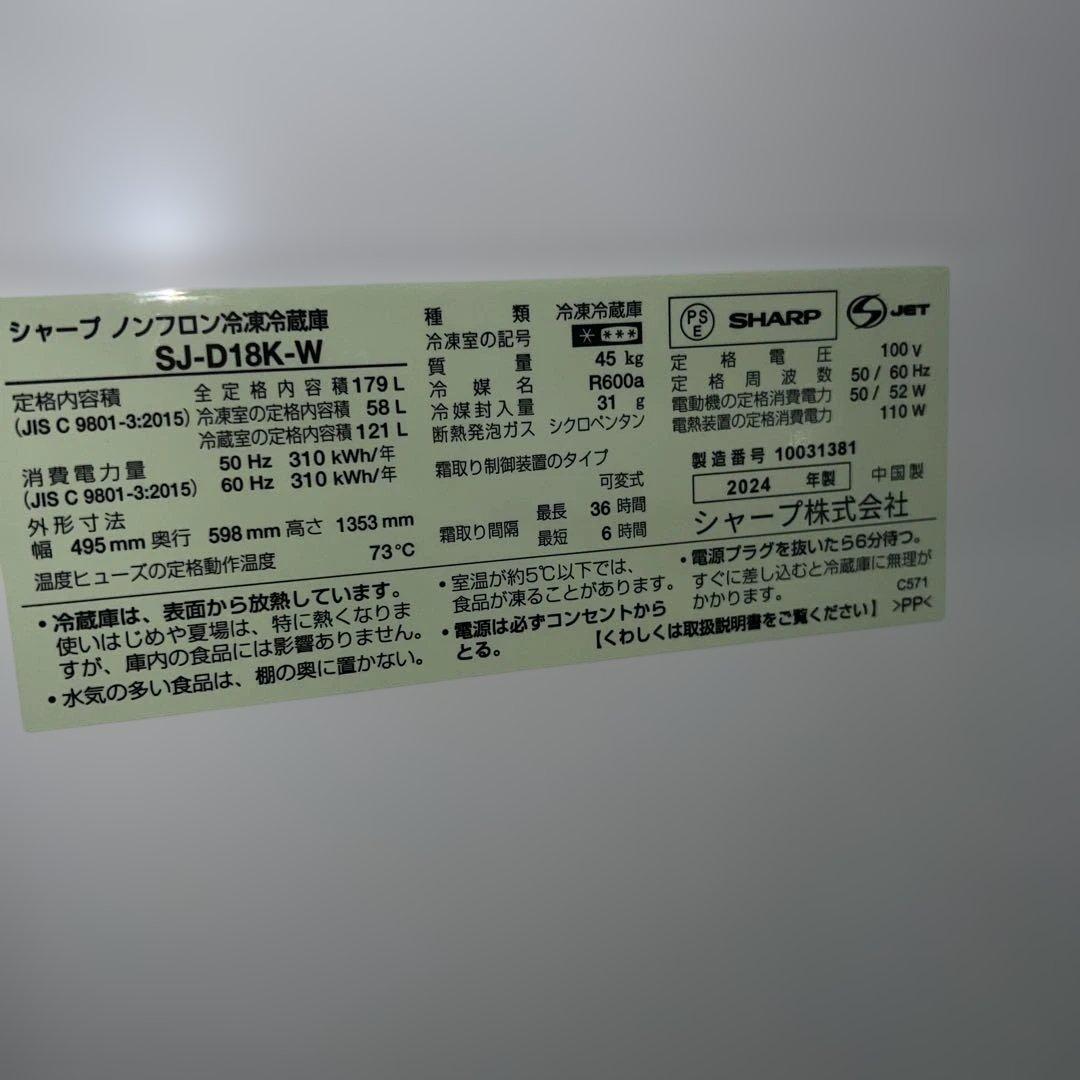 シャープ ノンフロン冷凍冷蔵庫
SJ-D18K-W
定格内容積
(JIS C 9801-3:2015)
全定格内容積 179 L
冷凍室の定格内容積 58 L
冷蔵室の定格内容積 121 L
消費電力量
(JIS C 9801-3:2015)
50 Hz 310 kWh/年
60 Hz 310 kWh/年
外形寸法
幅 495 mm 奥行 598 mm 高さ 1353 mm
温度ヒューズの定格動作温度 73℃
種類 冷凍冷蔵庫
冷凍室の記号 * ***
質量 45 kg
冷媒名 R600a
冷媒封入量 31 g
断熱発泡ガス シクロペンタン
霜取り制御装置のタイプ
可変式
霜取り間隔
最長 36 時間
最短 6 時間
PSE SHARP
S JET
定格電圧 100 V
定格周波数 50 / 60 Hz
電動機の定格消費電力 50 / 52 W
電熱装置の定格消費電力 110 W
製造番号 10031381
2024 年製 中国製
シャープ株式会社
・冷蔵庫は、表面から放熱しています。
使いはじめや夏場は、特に熱くなりま
すが、庫内の食品には影響ありません。
・水気の多い食品は、棚の奥に置かない。
・室温が約5℃以下では、
食品が凍ることがあります。
・電源は必ずコンセントから
とる。
・電源プラグを抜いたら6分待つ。
すぐに差し込むと冷蔵庫に無理が
かかります。
C571
【くわしくは取扱説明書をご覧ください】 >PP<